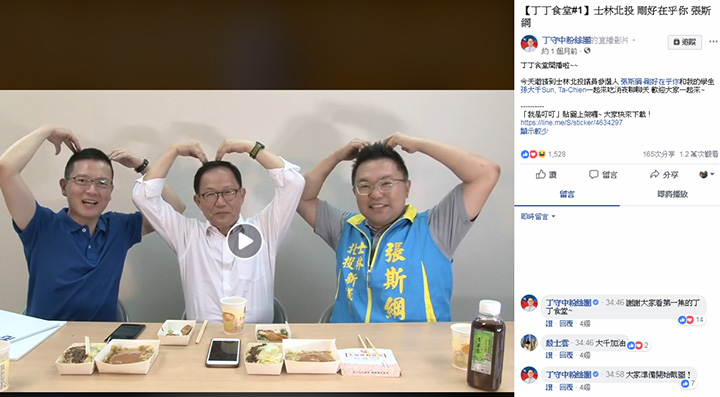 【丁丁食堂#1】士林北投 剛好在乎你 張斯
綱
丁守中粉絲團的直播影片。
約 1 個月前·
追蹤
丁丁食堂開播啦~~
今天邀請到士林北投議員參選人 張斯綱·剛好在乎你和我的學生
孫大千Sun, Ta-Chien一起來吃消夜聊聊天 歡迎大家一起來~
----------
「我是叮叮」貼圖上架囉~ 大家快來下載！
https://line.me/S/sticker/4634297
顯示較少
1,528
165次分享 1.2 萬次觀看
讚 留言 分享
留言 即將播放
即時留言
丁守中粉絲團 · 34:46 謝謝大家看第一集的丁
丁食堂~
14
讚 · 回覆 · 4週
殷士雲 · 34:46 大千加油
2
讚 · 回覆 · 4週
丁守中粉絲團 · 34:58 大家準備開始戰鬥！
7
讚 · 回覆 · 4週
張斯綱
士林
北投